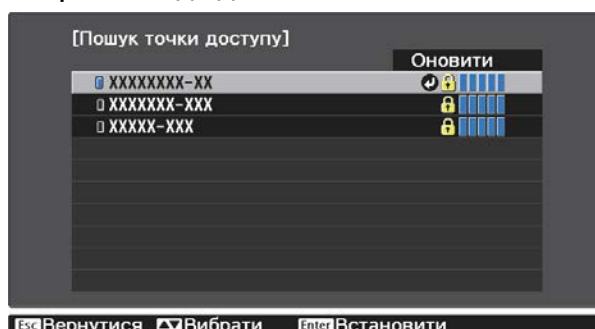 [Пошук точки доступу]
Оновити
XXXXXXXX-XX
XXXXXXX-XXX
XXXXX-XXX
Esc Вернутися Вибрати Enter Встановити